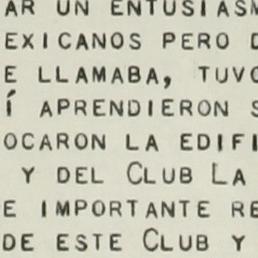 AR UN ENTUSIASM
EXICANOS PERO
E LLAMABA, TUVO
Í APRENDIERON S
OCARON LA EDIFI
Y DEL CLUB LA
E IMPORTANTE RE
DE ESTE CLUB Y